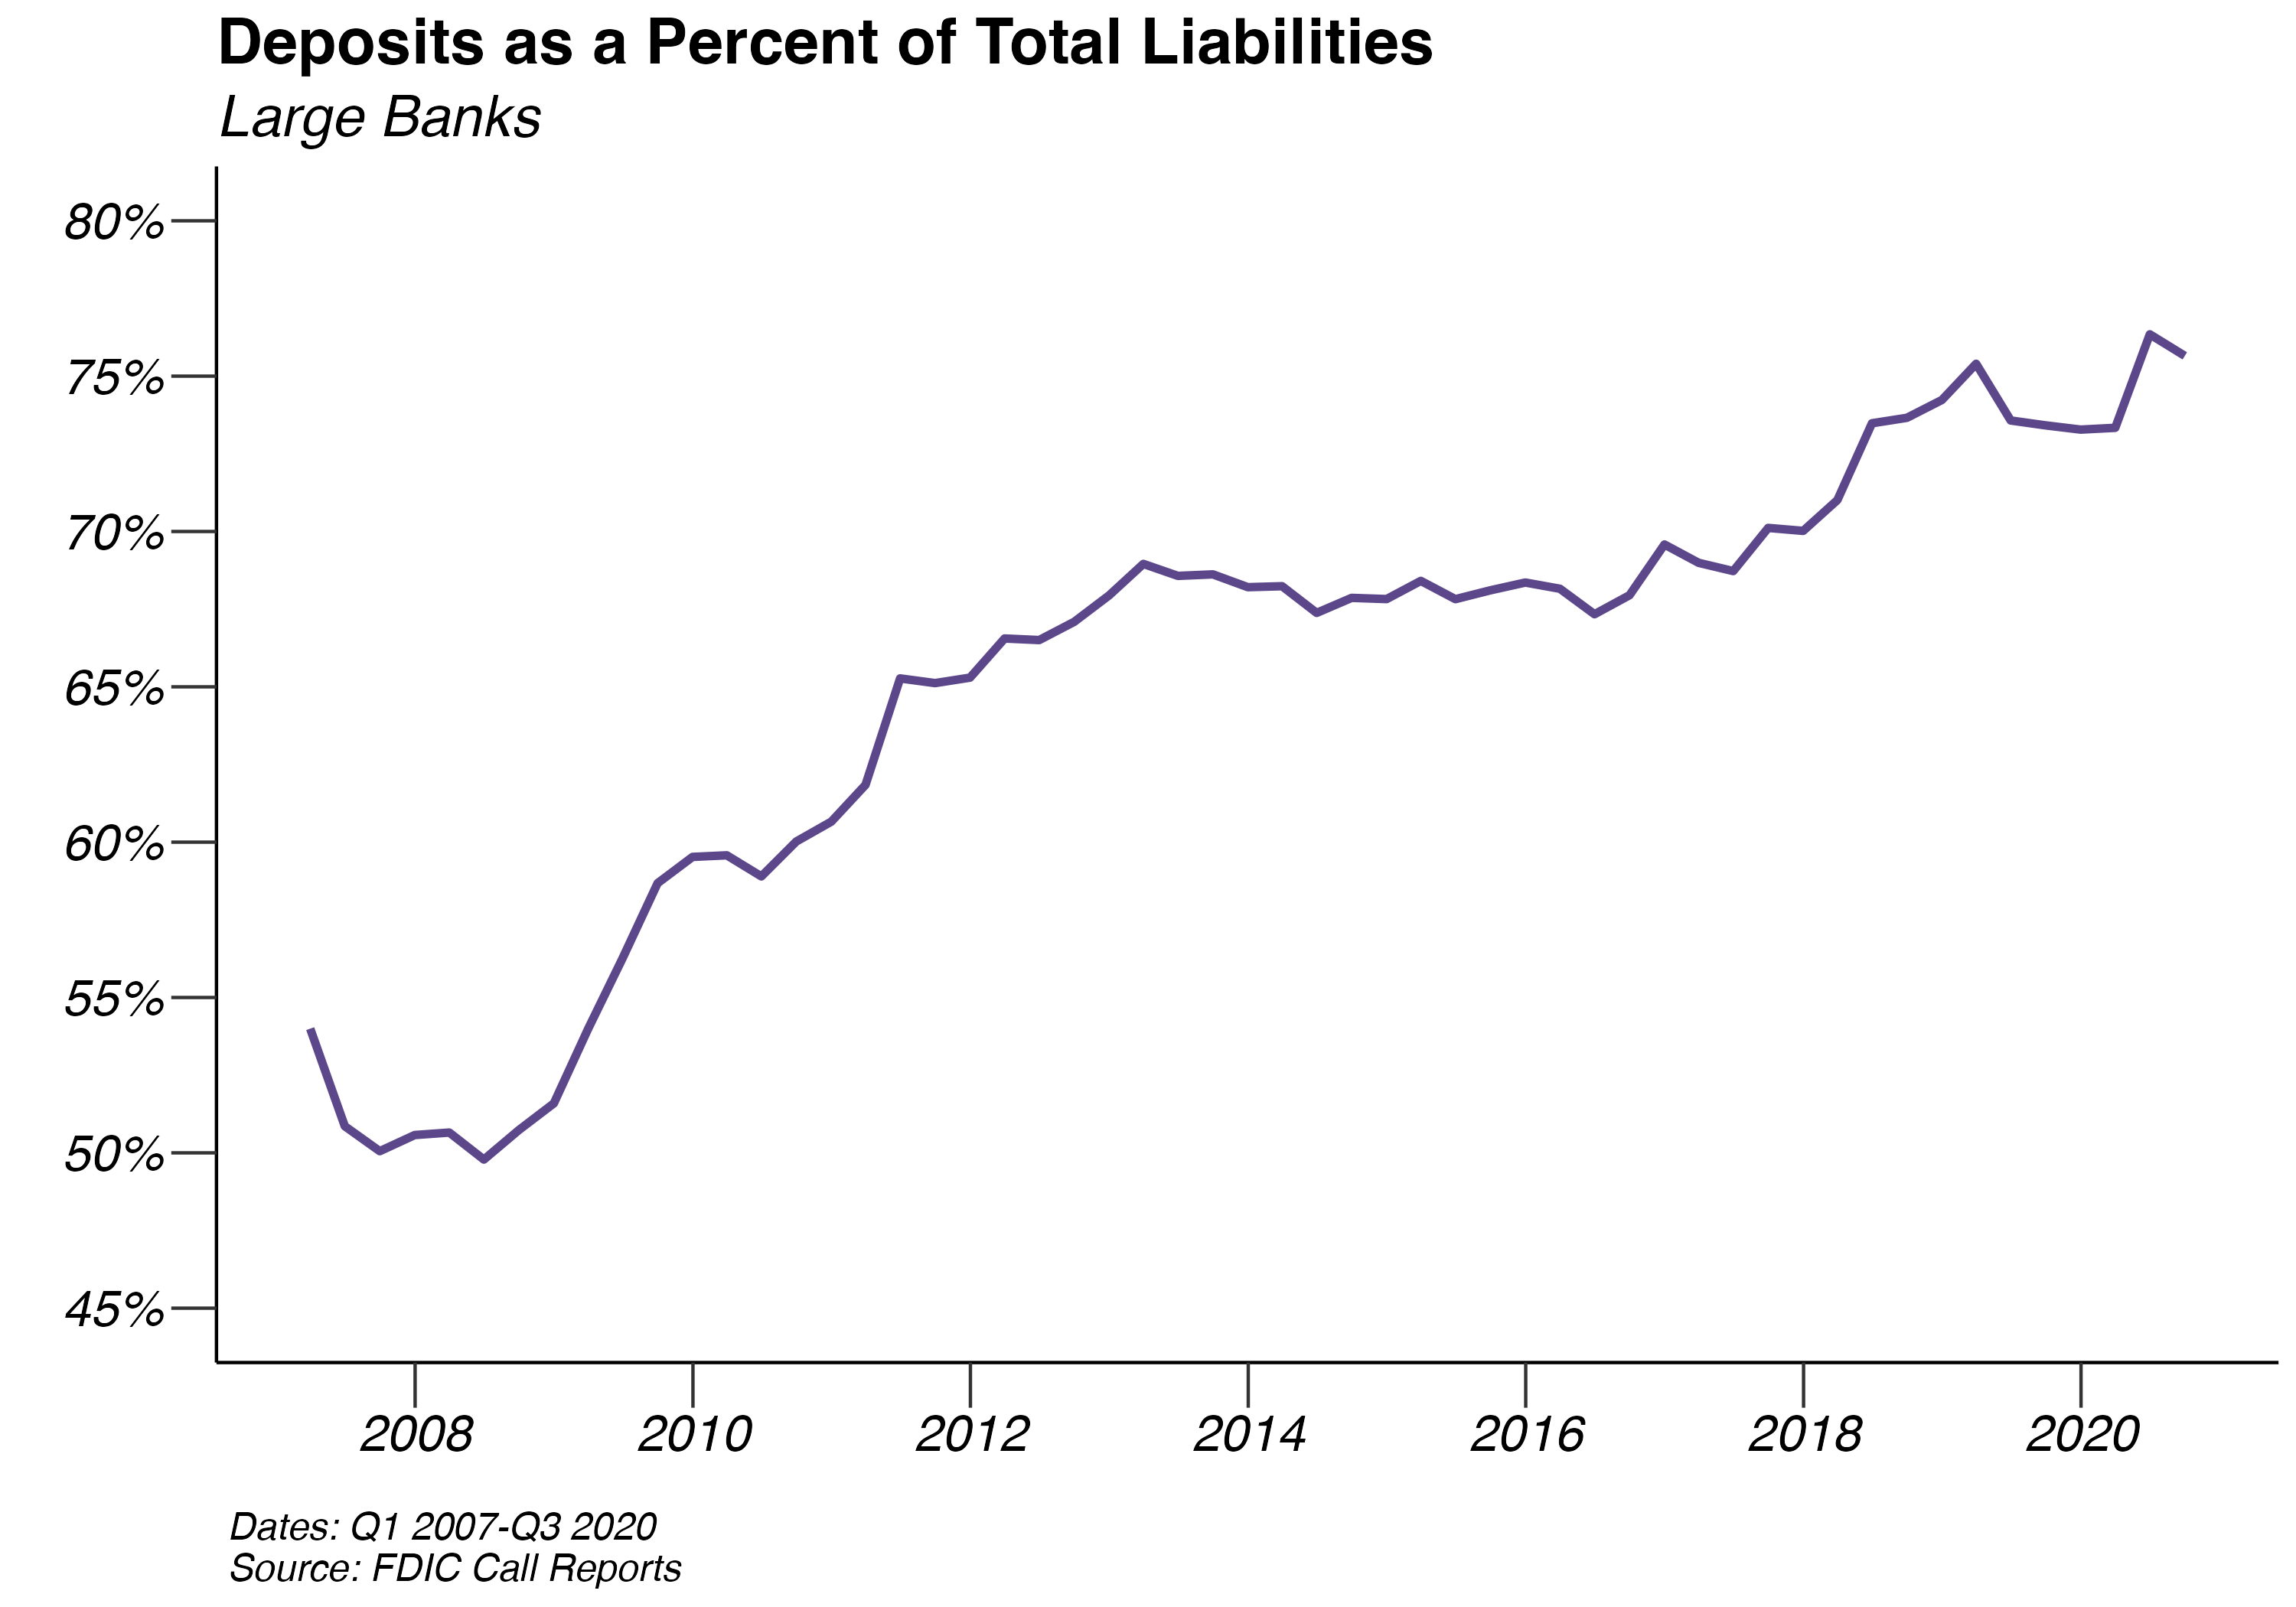 Deposits as a Percent of Total Liabilities
Large Banks
80%
75%
70%
65%
60%
55%
50%
45%
2008 2010 2012 2014 2016 2018 2020
Dates: Q1 2007-Q3 2020
Source: FDIC Call Reports